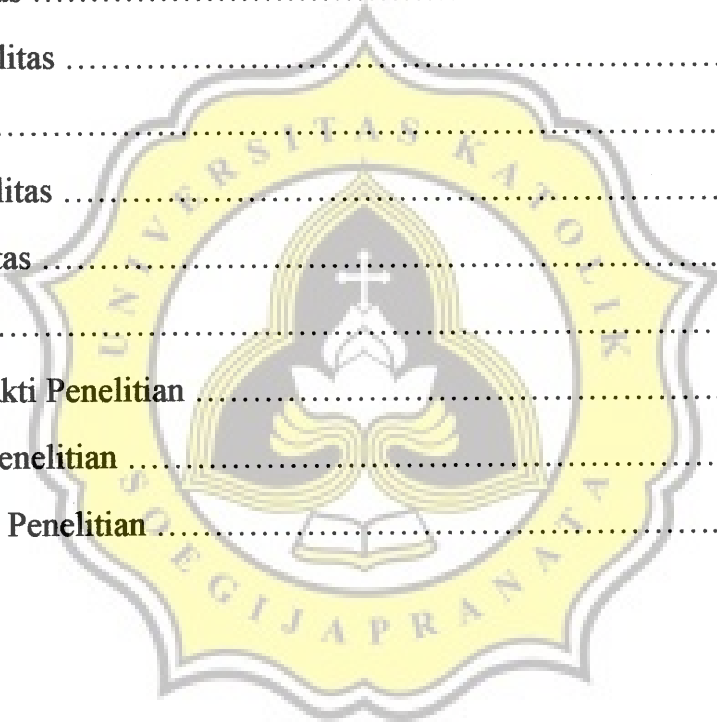 litas ........................
........................
litas ........................
tas ........................
........................
kti Penelitian ........................
enelitian ........................
Penelitian ........................
UNIVERSITAS KATOLIK
SOEGIJAPRANATA